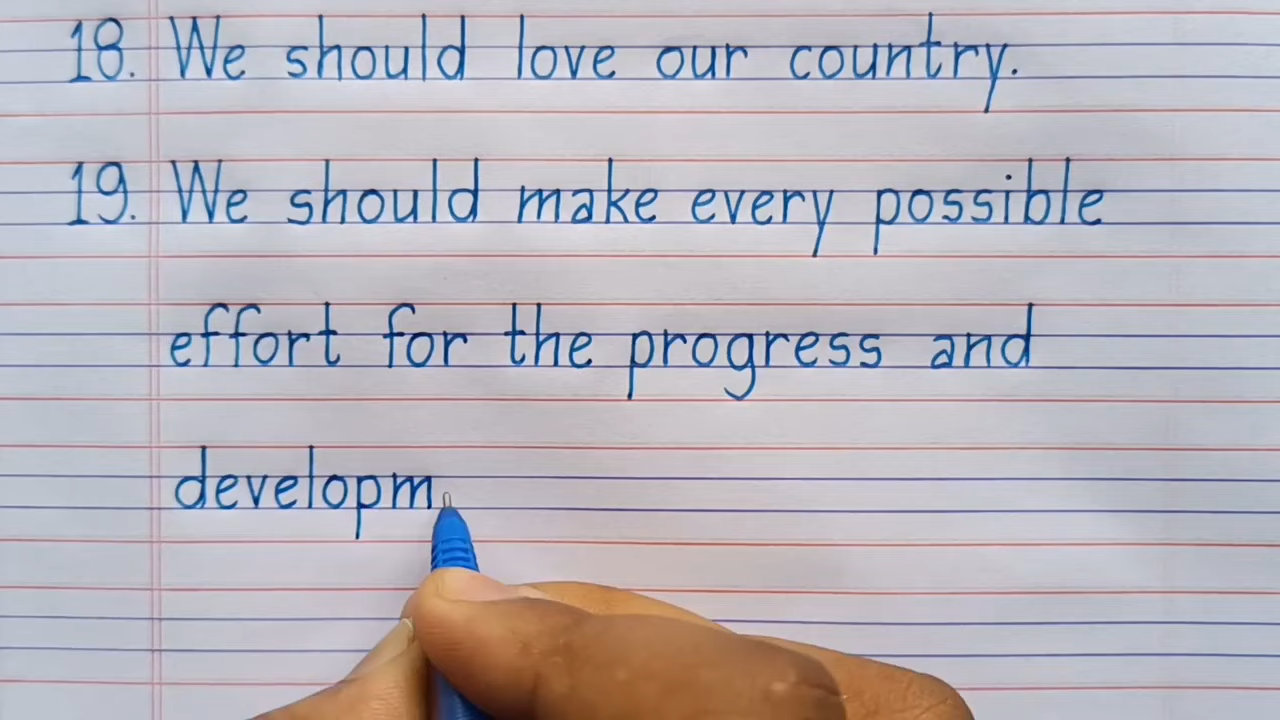 18. We should love our country.
19. We should make every possible
effort for the progress and
developm